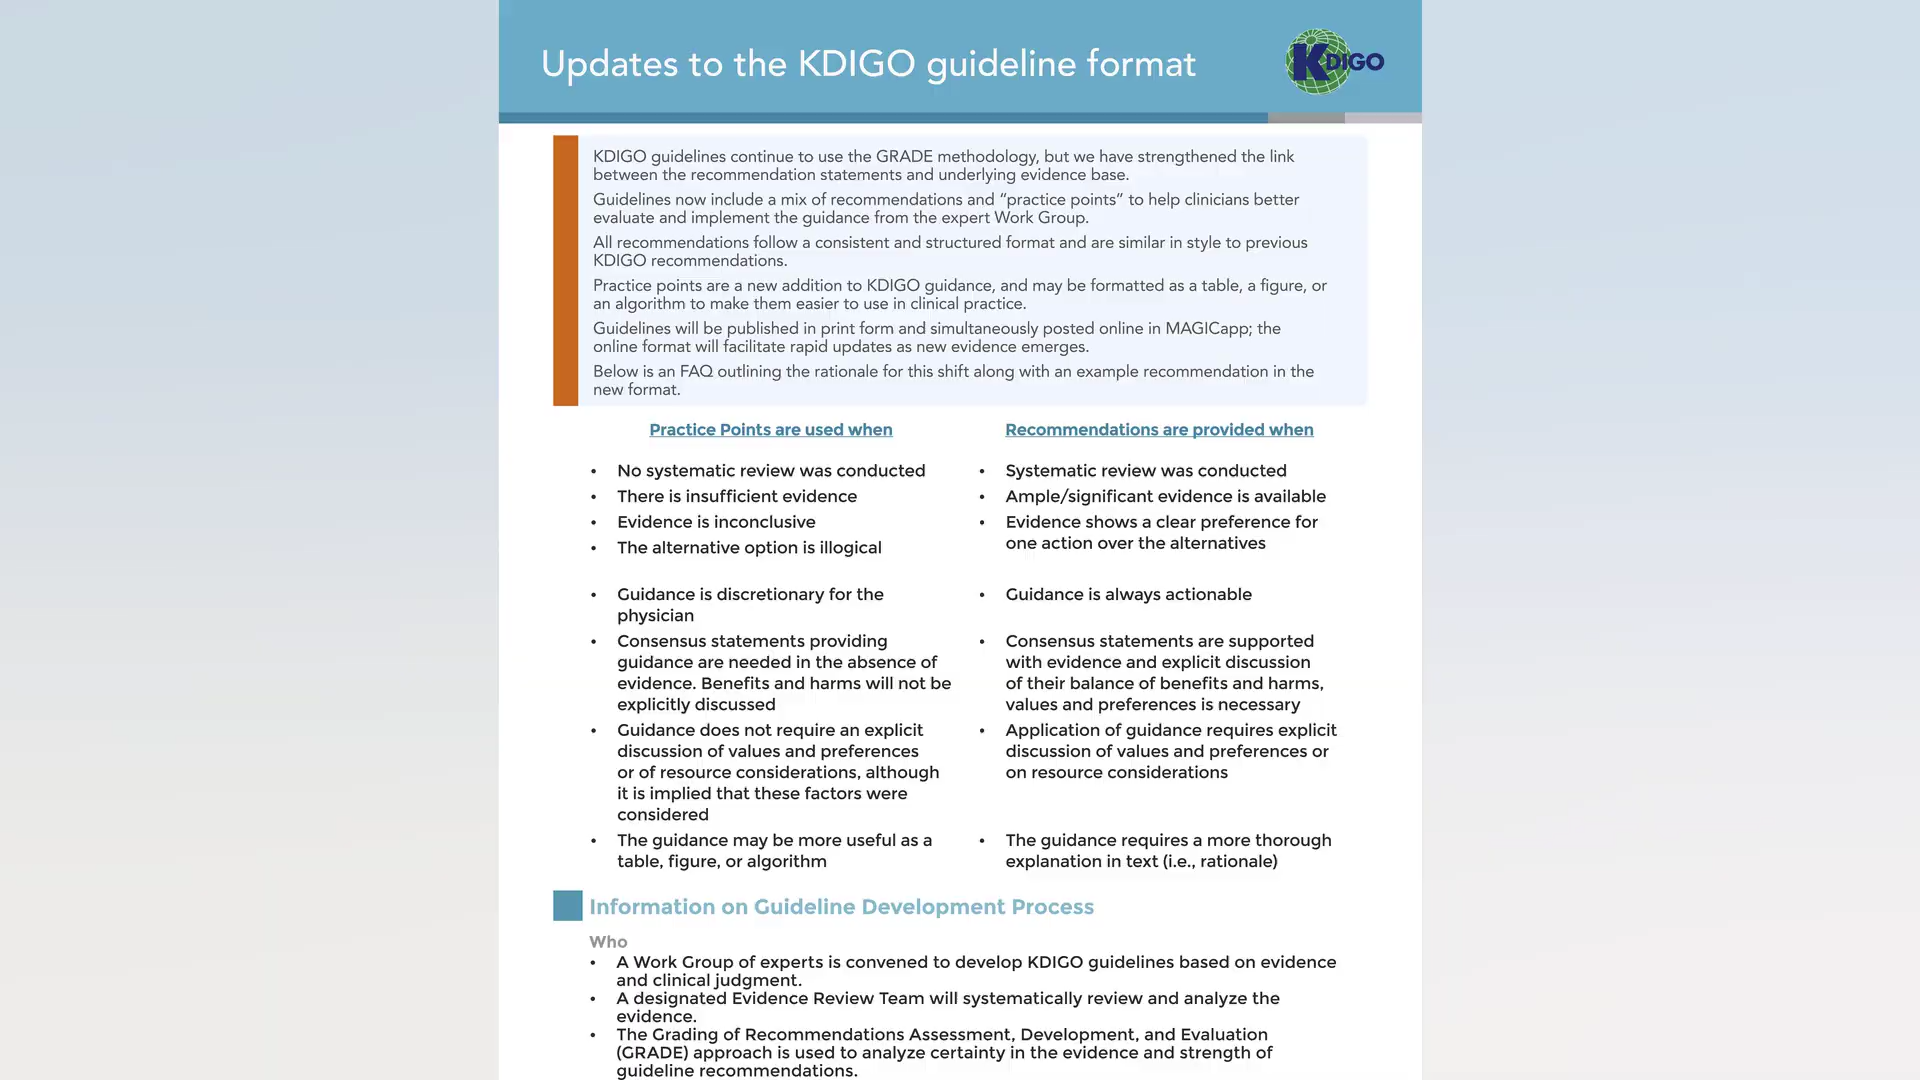 Updates to the KDIGO guideline format
KDIGO
KDIGO guidelines continue to use the GRADE methodology, but we have strengthened the link
between the recommendation statements and underlying evidence base.
Guidelines now include a mix of recommendations and “practice points” to help clinicians better
evaluate and implement the guidance from the expert Work Group.
All recommendations follow a consistent and structured format and are similar in style to previous
KDIGO recommendations.
Practice points are a new addition to KDIGO guidance, and may be formatted as a table, a figure, or
an algorithm to make them easier to use in clinical practice.
Guidelines will be published in print form and simultaneously posted online in MAGICapp; the
online format will facilitate rapid updates as new evidence emerges.
Below is an FAQ outlining the rationale for this shift along with an example recommendation in the
new format.
Practice Points are used when
• No systematic review was conducted
• There is insufficient evidence
• Evidence is inconclusive
• The alternative option is illogical
• Guidance is discretionary for the
physician
• Consensus statements providing
guidance are needed in the absence of
evidence. Benefits and harms will not be
explicitly discussed
• Guidance does not require an explicit
discussion of values and preferences
or of resource considerations, although
it is implied that these factors were
considered
• The guidance may be more useful as a
table, figure, or algorithm
Recommendations are provided when
• Systematic review was conducted
• Ample/significant evidence is available
• Evidence shows a clear preference for
one action over the alternatives
• Guidance is always actionable
• Consensus statements are supported
with evidence and explicit discussion
of their balance of benefits and harms,
values and preferences is necessary
• Application of guidance requires explicit
discussion of values and preferences or
on resource considerations
• The guidance requires a more thorough
explanation in text (i.e., rationale)
Information on Guideline Development Process
Who
• A Work Group of experts is convened to develop KDIGO guidelines based on evidence
and clinical judgment.
• A designated Evidence Review Team will systematically review and analyze the
evidence.
• The Grading of Recommendations Assessment, Development, and Evaluation
(GRADE) approach is used to analyze certainty in the evidence and strength of
guideline recommendations.